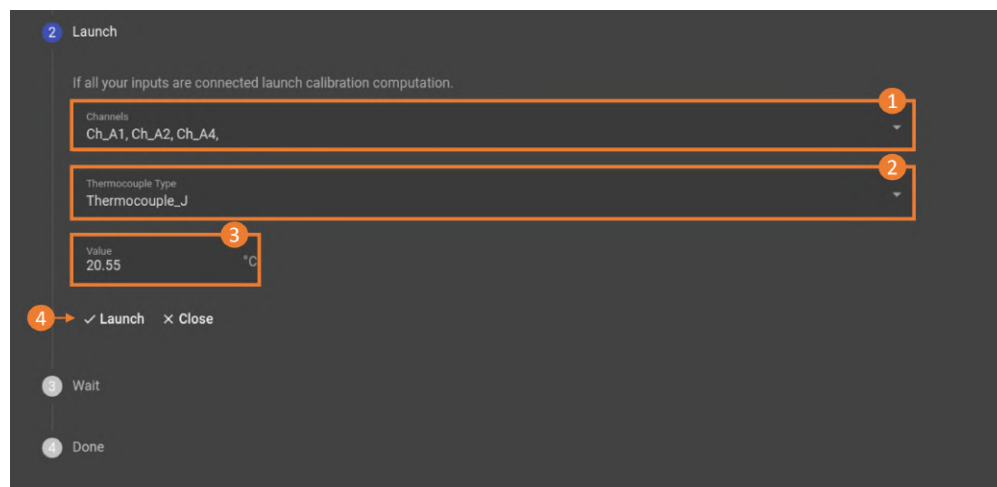 2 Launch
If all your inputs are connected launch calibration computation.
1
Channels
Ch_A1, Ch_A2, Ch_A4,
2
Thermocouple Type
Thermocouple_J
3
Value
20.55 °C
4 Launch Close
3 Wait
4 Done